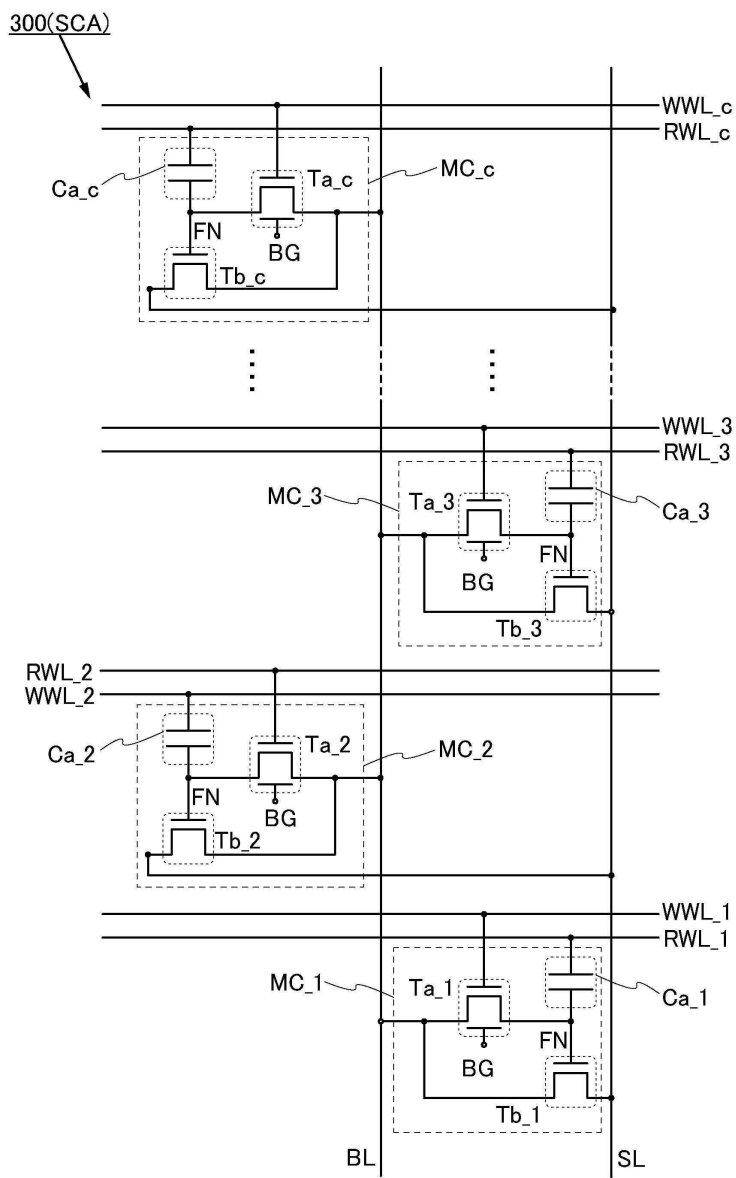 300(SCA)
WWL_c
RWL_c
Ca_c
Ta_c
MC_c
FN
BG
Tb_c
WWL_3
RWL_3
MC_3
Ta_3
Ca_3
FN
BG
Tb_3
RWL_2
WWL_2
Ca_2
Ta_2
MC_2
FN
BG
Tb_2
WWL_1
RWL_1
MC_1
Ta_1
Ca_1
FN
BG
Tb_1
BL
SL